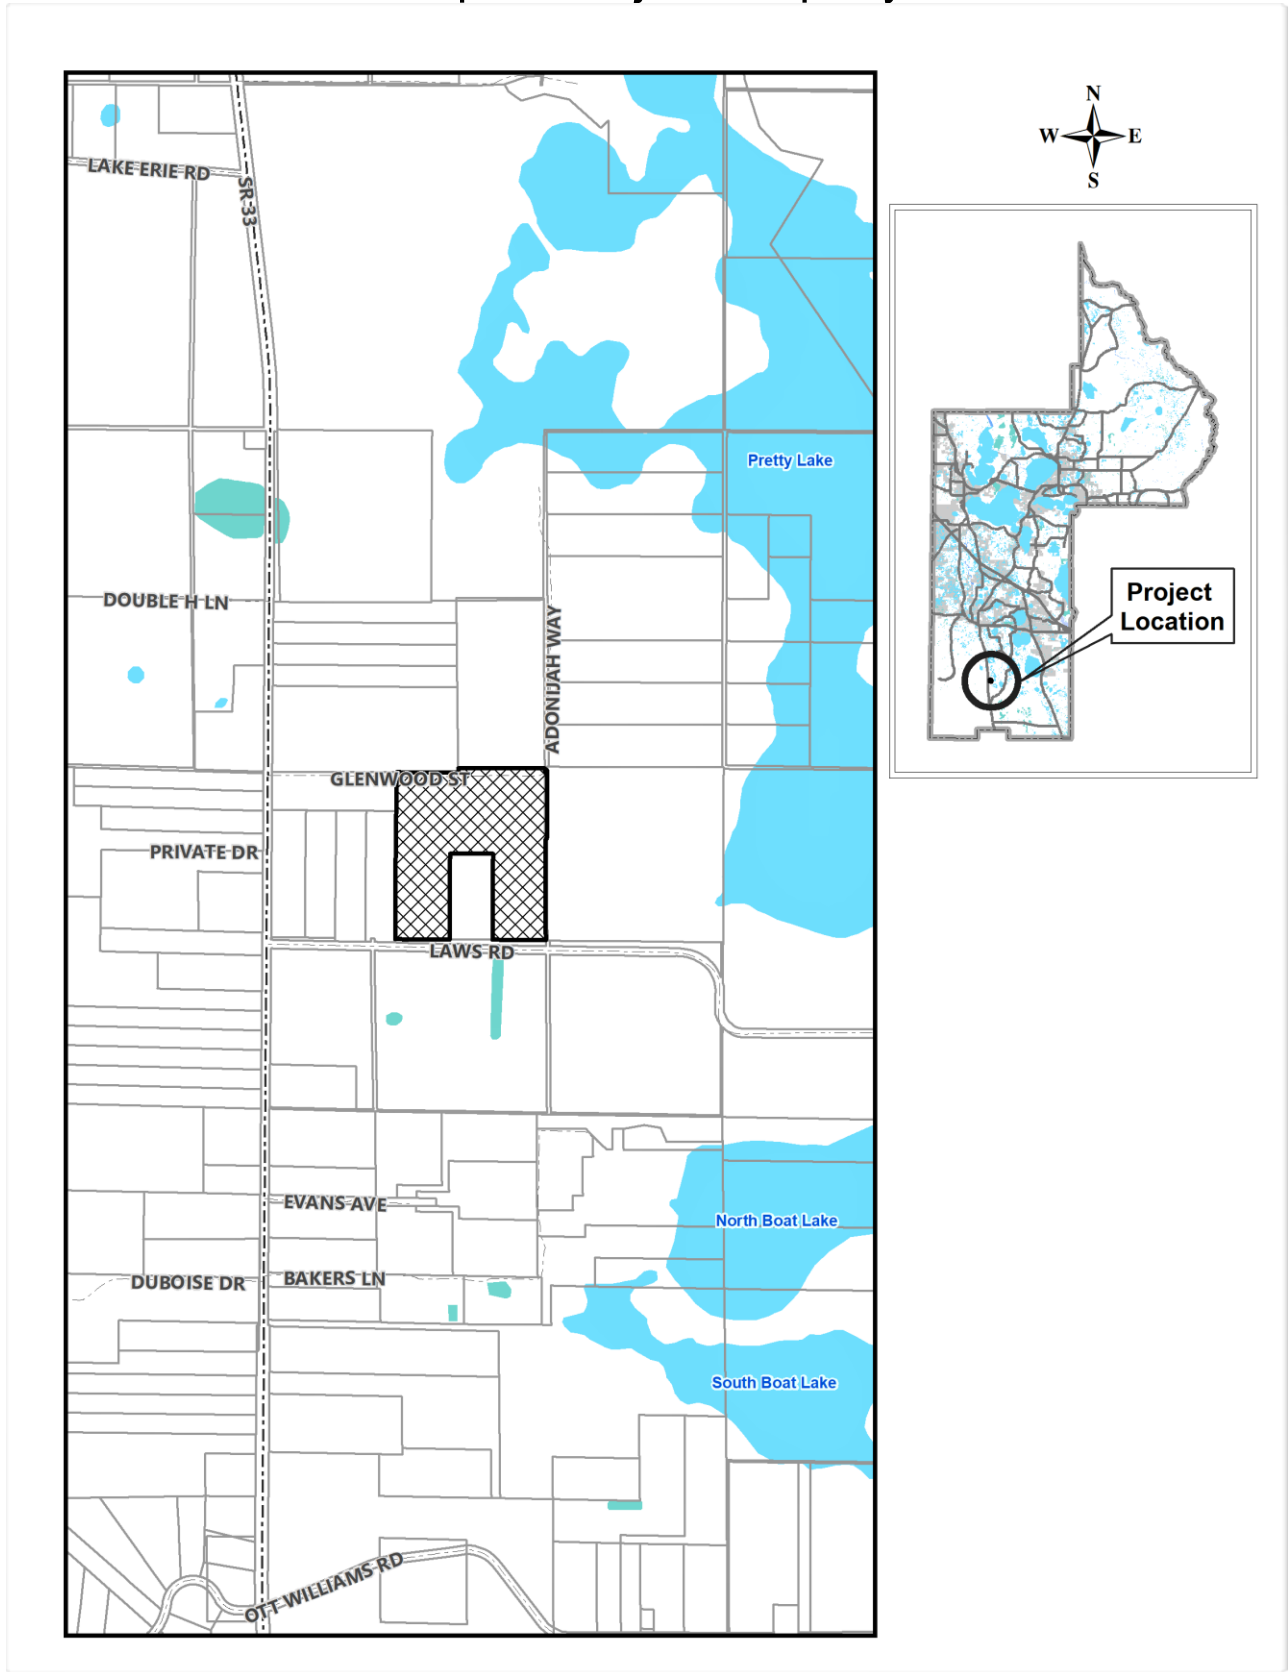 N
W E
S
LAKE ERIE RD
SR-33
Pretty Lake
DOUBLE H LN
ADONIJAH WAY
Project
Location
GLENWOOD ST
PRIVATE DR
LAWS RD
EVANS AVE
North Boat Lake
DUBOISE DR
BAKERS LN
South Boat Lake
OTT WILLIAMS RD